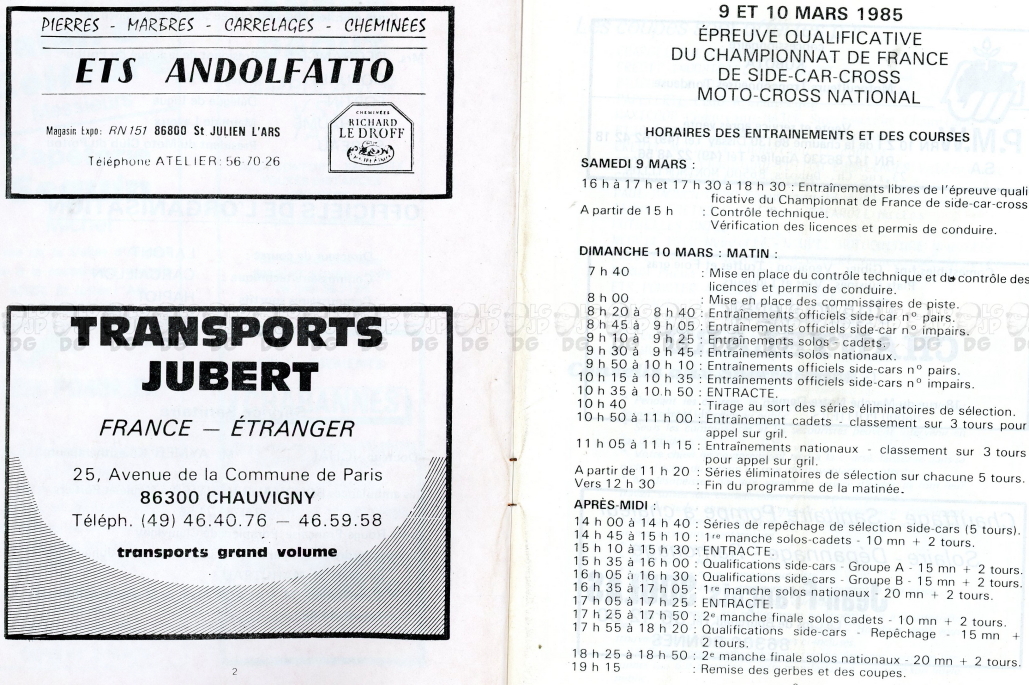 PIERRES - MARBRES - CARRELAGES - CHEMINÉES
ETS ANDOLFATTO
Magasin Expo: RN 151 86800 St JULIEN L'ARS
Téléphone ATELIER: 56-70-26
CHEMINÉES
RICHARD
LE DROFF
TRANSPORTS
JUBERT
FRANCE — ÉTRANGER
25, Avenue de la Commune de Paris
86300 CHAUVIGNY
Téléph. (49) 46.40.76 — 46.59.58
transports grand volume
2
9 ET 10 MARS 1985
ÉPREUVE QUALIFICATIVE
DU CHAMPIONNAT DE FRANCE
DE SIDE-CAR-CROSS
MOTO-CROSS NATIONAL
HORAIRES DES ENTRAINEMENTS ET DES COURSES
SAMEDI 9 MARS :
16 h à 17 h et 17 h 30 à 18 h 30 : Entraînements libres de l'épreuve quali
ficative du Championnat de France de side-car-cross
A partir de 15 h : Contrôle technique.
Vérification des licences et permis de conduire.
DIMANCHE 10 MARS : MATIN :
7 h 40 : Mise en place du contrôle technique et du contrôle des
licences et permis de conduire.
8 h 00 : Mise en place des commissaires de piste.
8 h 20 à 8 h 40 : Entraînements officiels side-car n° pairs.
8 h 45 à 9 h 05 : Entraînements officiels side-car n° impairs.
9 h 10 à 9 h 25 : Entraînements solos - cadets.
9 h 30 à 9 h 45 : Entraînements solos nationaux.
9 h 50 à 10 h 10 : Entraînements officiels side-cars n° pairs.
10 h 15 à 10 h 35 : Entraînements officiels side-cars n° impairs.
10 h 35 à 10 h 50 : ENTRACTE.
10 h 40 : Tirage au sort des séries éliminatoires de sélection.
10 h 50 à 11 h 00 : Entraînement cadets - classement sur 3 tours pour
appel sur gril.
11 h 05 à 11 h 15 : Entraînements nationaux - classement sur 3 tours
pour appel sur gril.
A partir de 11 h 20 : Séries éliminatoires de sélection sur chacune 5 tours.
Vers 12 h 30 : Fin du programme de la matinée.
APRÈS-MIDI :
14 h 00 à 14 h 40 : Séries de repêchage de sélection side-cars (5 tours).
14 h 45 à 15 h 10 : 1re manche solos-cadets - 10 mn + 2 tours.
15 h 10 à 15 h 30 : ENTRACTE.
15 h 35 à 16 h 00 : Qualifications side-cars - Groupe A - 15 mn + 2 tours.
16 h 05 à 16 h 30 : Qualifications side-cars - Groupe B - 15 mn + 2 tours.
16 h 35 à 17 h 05 : 1re manche solos nationaux - 20 mn + 2 tours.
17 h 05 à 17 h 25 : ENTRACTE.
17 h 25 à 17 h 50 : 2e manche finale solos cadets - 10 mn + 2 tours.
17 h 55 à 18 h 20 : Qualifications side-cars - Repêchage - 15 mn +
2 tours.
18 h 25 à 18 h 50 : 2e manche finale solos nationaux - 20 mn + 2 tours.
19 h 15 : Remise des gerbes et des coupes.